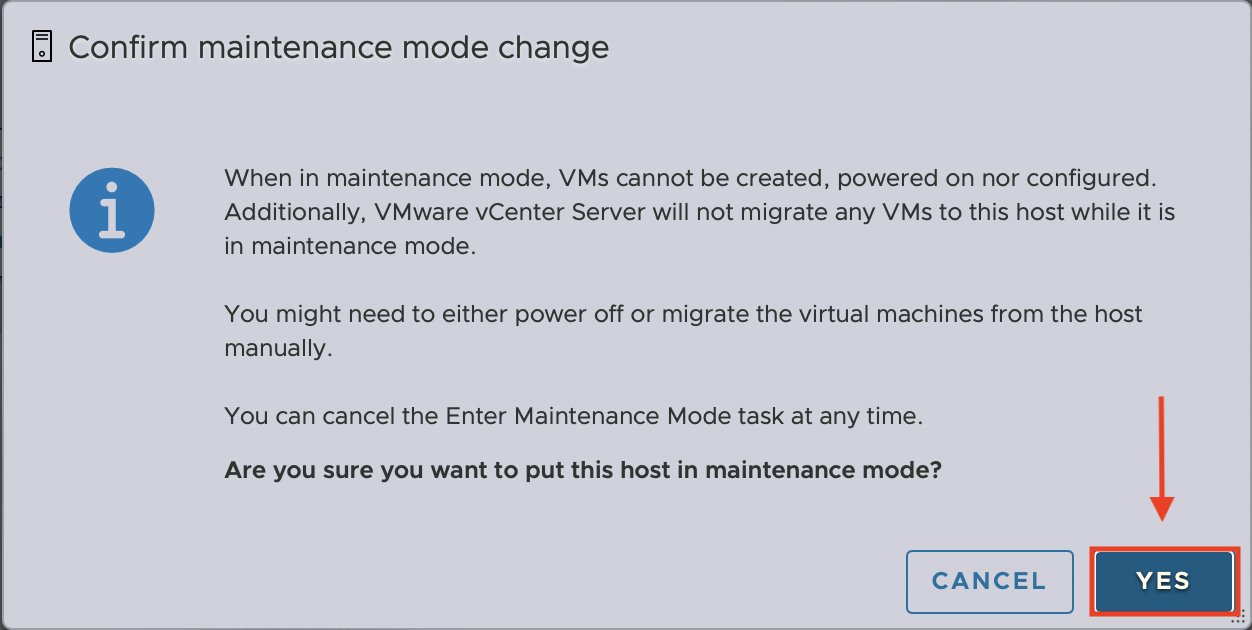 Confirm maintenance mode change
When in maintenance mode, VMs cannot be created, powered on nor configured.
Additionally, VMware vCenter Server will not migrate any VMs to this host while it is
in maintenance mode.
You might need to either power off or migrate the virtual machines from the host
manually.
You can cancel the Enter Maintenance Mode task at any time.
Are you sure you want to put this host in maintenance mode?
CANCEL
YES